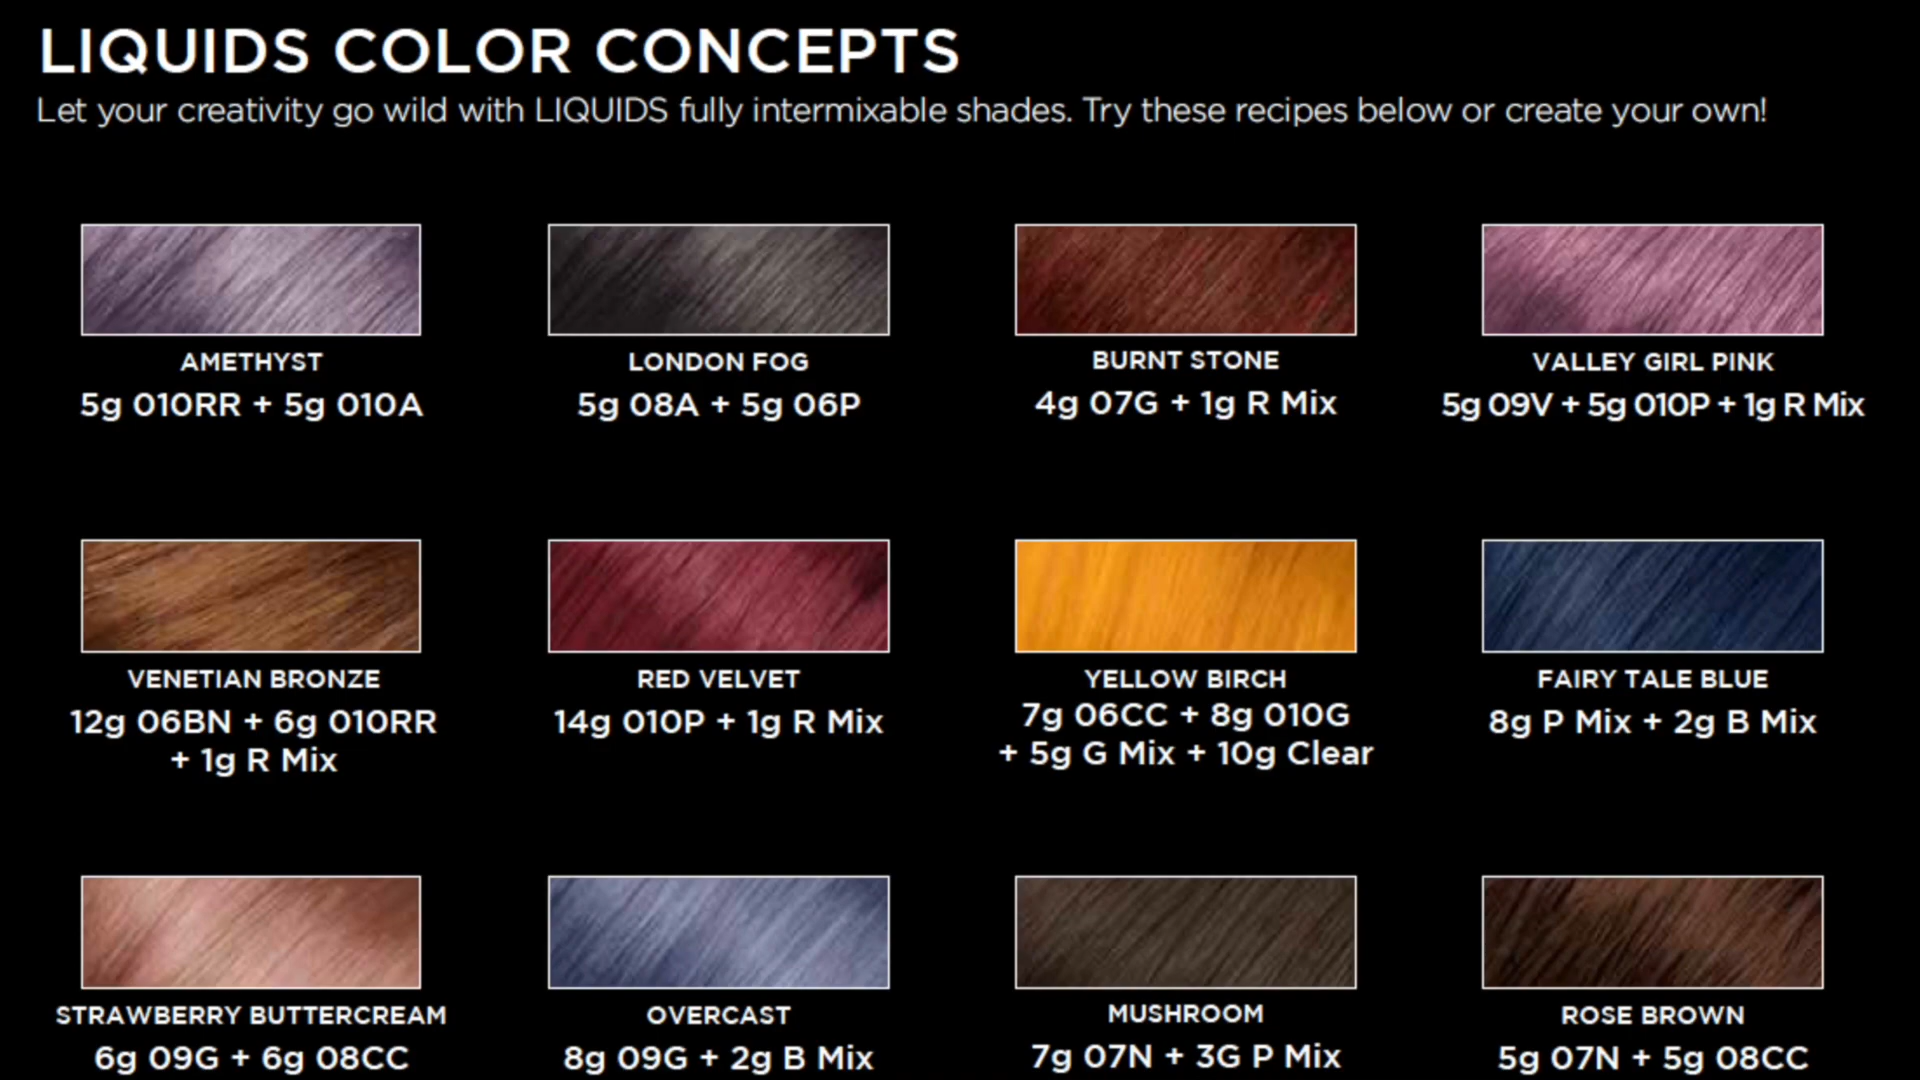 LIQUIDS COLOR CONCEPTS
Let your creativity go wild with LIQUIDS fully intermixable shades. Try these recipes below or create your own!
AMETHYST
5g 010RR + 5g 010A
LONDON FOG
5g 08A + 5g 06P
BURNT STONE
4g 07G + 1g R Mix
VALLEY GIRL PINK
5g 09V + 5g 010P + 1g R Mix
VENETIAN BRONZE
12g 06BN + 6g 010RR
+ 1g R Mix
RED VELVET
14g 010P + 1g R Mix
YELLOW BIRCH
7g 06CC + 8g 010G
+ 5g G Mix + 10g Clear
FAIRY TALE BLUE
8g P Mix + 2g B Mix
STRAWBERRY BUTTERCREAM
6g 09G + 6g 08CC
OVERCAST
8g 09G + 2g B Mix
MUSHROOM
7g 07N + 3G P Mix
ROSE BROWN
5g 07N + 5g 08CC